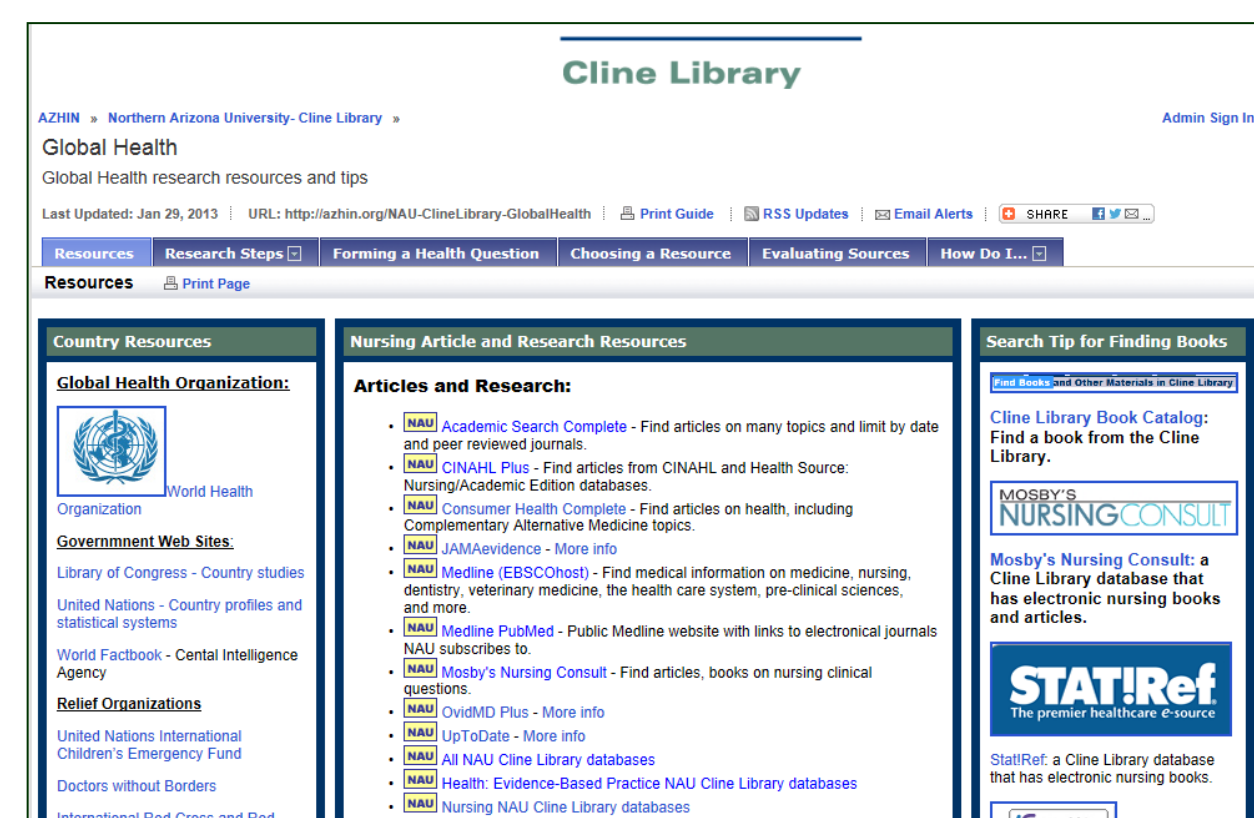 Cline Library
AZHIN » Northern Arizona University- Cline Library »
Admin Sign In
Global Health
Global Health research resources and tips
Last Updated: Jan 29, 2013 URL: http://azhin.org/NAU-ClineLibrary-GlobalHealth Print Guide RSS Updates Email Alerts SHARE ...
Resources Research Steps Forming a Health Question Choosing a Resource Evaluating Sources How Do I...
Resources Print Page
Country Resources
Global Health Organization:
World Health
Organization
Governmnent Web Sites:
Library of Congress - Country studies
United Nations - Country profiles and
statistical systems
World Factbook - Cental Intelligence
Agency
Relief Organizations
United Nations International
Children's Emergency Fund
Doctors without Borders
International Red Cross and Red
Nursing Article and Research Resources
Articles and Research:
• NAU Academic Search Complete - Find articles on many topics and limit by date
and peer reviewed journals.
• NAU CINAHL Plus - Find articles from CINAHL and Health Source:
Nursing/Academic Edition databases.
• NAU Consumer Health Complete - Find articles on health, including
Complementary Alternative Medicine topics.
• NAU JAMAevidence - More info
• NAU Medline (EBSCOhost) - Find medical information on medicine, nursing,
dentistry, veterinary medicine, the health care system, pre-clinical sciences,
and more.
• NAU Medline PubMed - Public Medline website with links to electronical journals
NAU subscribes to.
• NAU Mosby's Nursing Consult - Find articles, books on nursing clinical
questions.
• NAU OvidMD Plus - More info
• NAU UpToDate - More info
• NAU All NAU Cline Library databases
• NAU Health: Evidence-Based Practice NAU Cline Library databases
• NAU Nursing NAU Cline Library databases
Search Tip for Finding Books
Find Books and Other Materials in Cline Library
Cline Library Book Catalog:
Find a book from the Cline
Library.
MOSBY'S
NURSINGCONSULT
Mosby's Nursing Consult: a
Cline Library database that
has electronic nursing books
and articles.
STAT!Ref
The premier healthcare e-source
Stat!Ref: a Cline Library database
that has electronic nursing books.